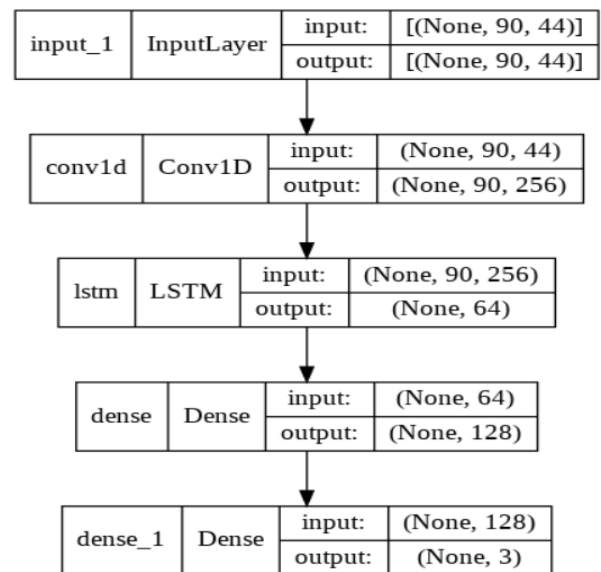 input_1 InputLayer input: [(None, 90, 44)]
output: [(None, 90, 44)]
conv1d Conv1D input: (None, 90, 44)
output: (None, 90, 256)
lstm LSTM input: (None, 90, 256)
output: (None, 64)
dense Dense input: (None, 64)
output: (None, 128)
dense_1 Dense input: (None, 128)
output: (None, 3)